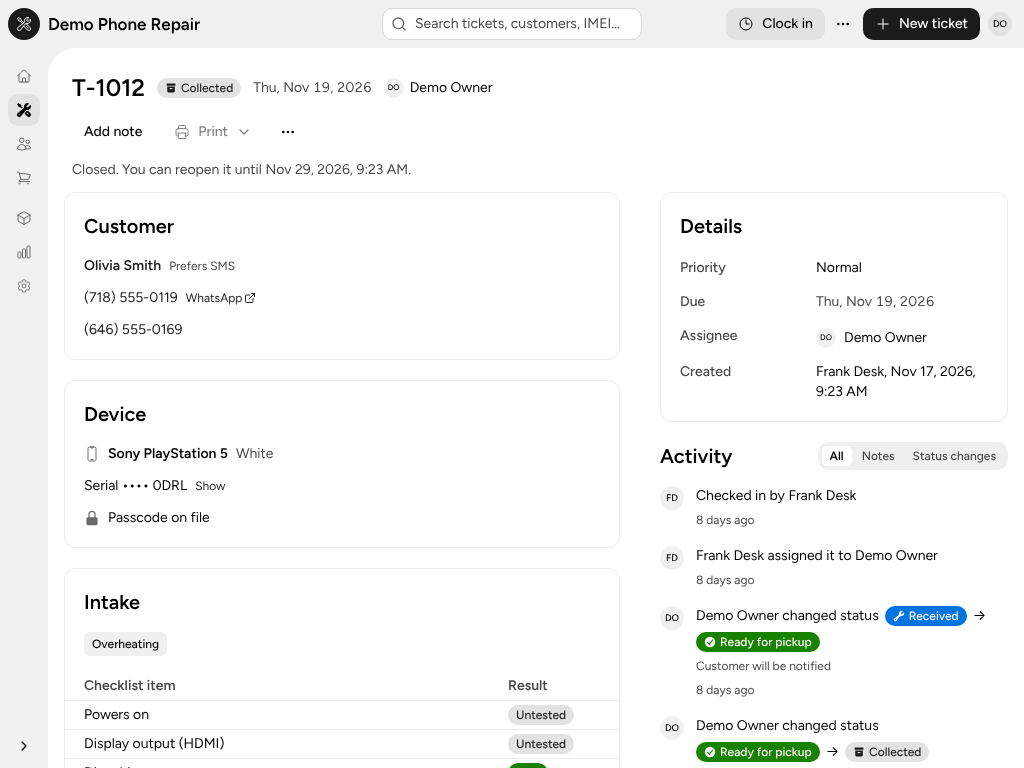 Demo Phone Repair
Search tickets, customers, IMEI...
Clock in
New ticket
DO
T-1012
Collected
Thu, Nov 19, 2026
DO
Demo Owner
Add note
Print
Closed. You can reopen it until Nov 29, 2026, 9:23 AM.
Customer
Olivia Smith Prefers SMS
(718) 555-0119 WhatsApp
(646) 555-0169
Device
Sony PlayStation 5 White
Serial •••• 0DRL Show
Passcode on file
Intake
Overheating
Checklist item Result
Powers on Untested
Display output (HDMI) Untested
Details
Priority Normal
Due Thu, Nov 19, 2026
Assignee DO Demo Owner
Created Frank Desk, Nov 17, 2026,
9:23 AM
Activity All Notes Status changes
FD Checked in by Frank Desk
8 days ago
FD Frank Desk assigned it to Demo Owner
8 days ago
DO Demo Owner changed status Received →
Ready for pickup
Customer will be notified
8 days ago
DO Demo Owner changed status
Ready for pickup → Collected